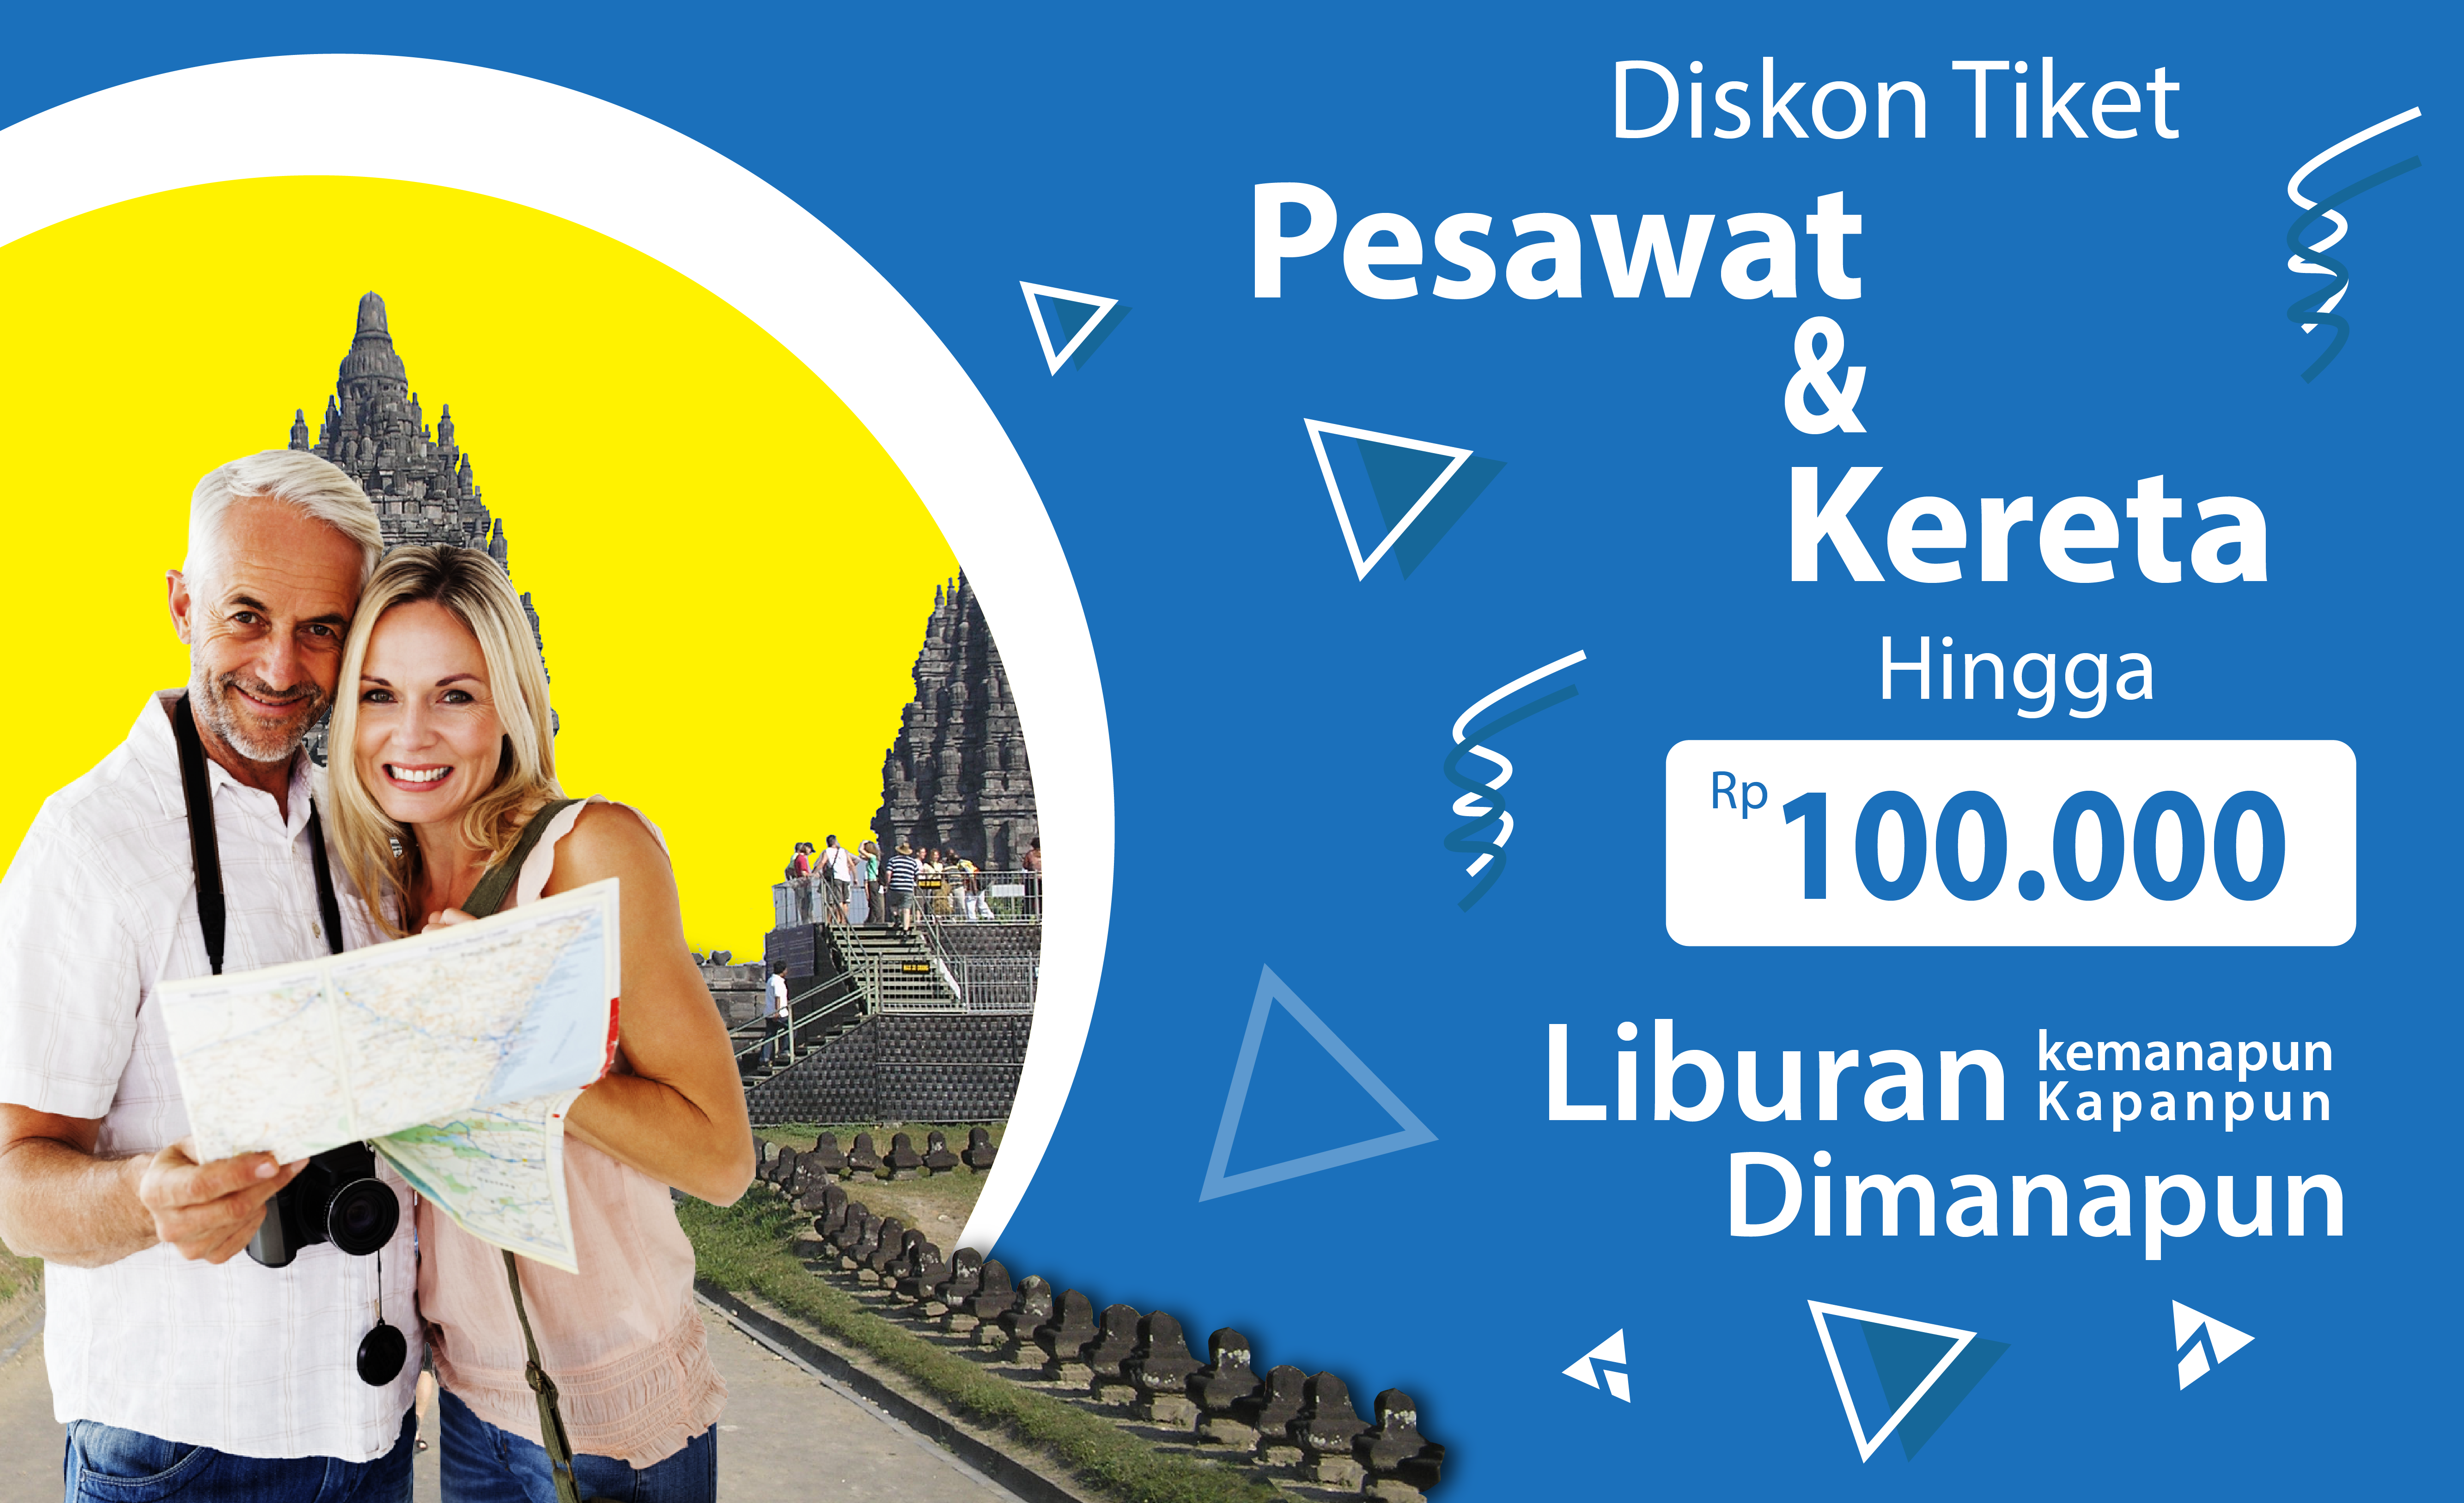 Diskon Tiket
Pesawat
&
Kereta
Hingga
Rp 100.000
Liburan kemanapun
Kapanpun
Dimanapun